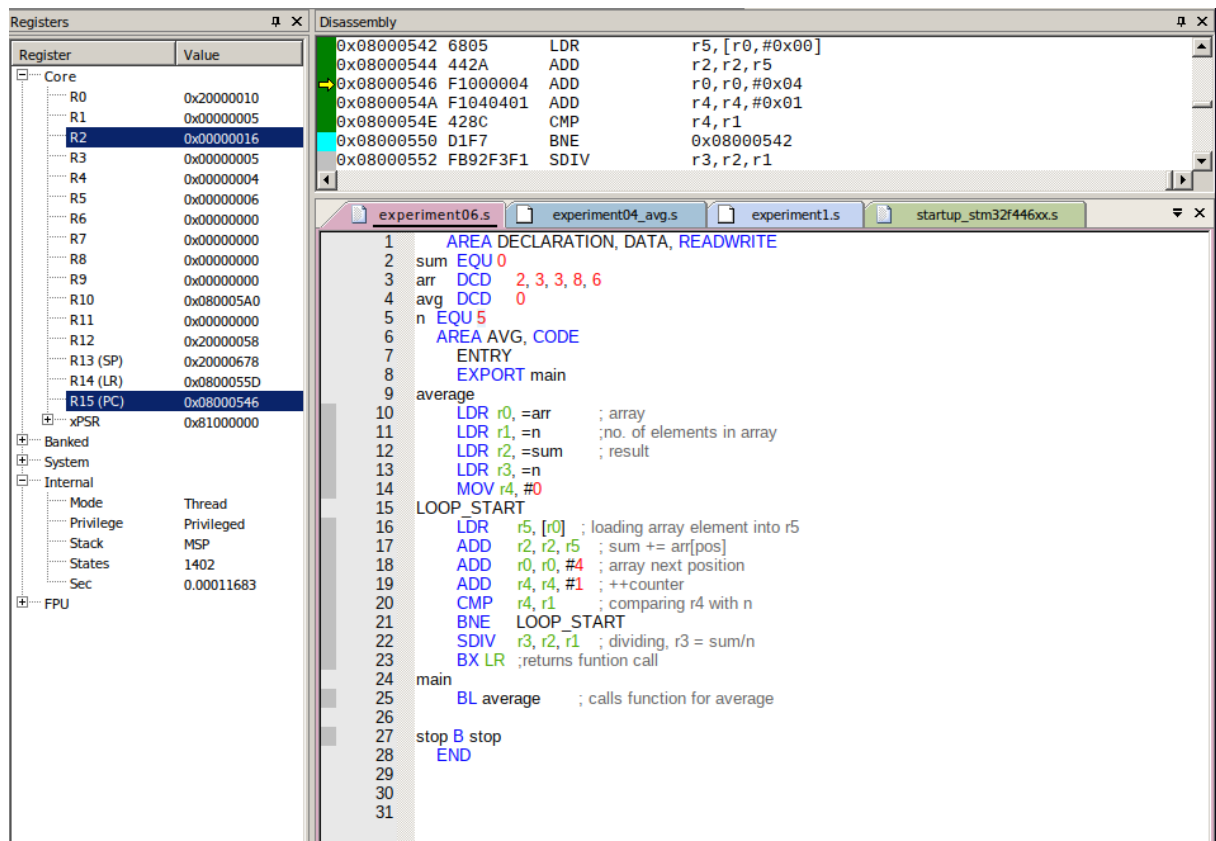 Registers
Register Value
Core
R0 0x20000010
R1 0x00000005
R2 0x00000016
R3 0x00000005
R4 0x00000004
R5 0x00000006
R6 0x00000000
R7 0x00000000
R8 0x00000000
R9 0x00000000
R10 0x080005A0
R11 0x00000000
R12 0x20000058
R13 (SP) 0x20000678
R14 (LR) 0x0800055D
R15 (PC) 0x08000546
xPSR 0x81000000
Banked
System
Internal
Mode Thread
Privilege Privileged
Stack MSP
States 1402
Sec 0.00011683
FPU
Disassembly
0x08000542 6805 LDR r5,[r0,#0x00]
0x08000544 442A ADD r2,r2,r5
0x08000546 F1000004 ADD r0,r0,#0x04
0x0800054A F1040401 ADD r4,r4,#0x01
0x0800054E 428C CMP r4,r1
0x08000550 D1F7 BNE 0x08000542
0x08000552 FB92F3F1 SDIV r3,r2,r1
experiment06.s experiment04_avg.s experiment1.s startup_stm32f446xx.s
1 AREA DECLARATION, DATA, READWRITE
2 sum EQU 0
3 arr DCD 2, 3, 3, 8, 6
4 avg DCD 0
5 n EQU 5
6 AREA AVG, CODE
7 ENTRY
8 EXPORT main
9 average
10 LDR r0, =arr ; array
11 LDR r1, =n ;no. of elements in array
12 LDR r2, =sum ; result
13 LDR r3, =n
14 MOV r4, #0
15 LOOP_START
16 LDR r5, [r0] ; loading array element into r5
17 ADD r2, r2, r5 ; sum += arr[pos]
18 ADD r0, r0, #4 ; array next position
19 ADD r4, r4, #1 ; ++counter
20 CMP r4, r1 ; comparing r4 with n
21 BNE LOOP_START
22 SDIV r3, r2, r1 ; dividing, r3 = sum/n
23 BX LR ;returns funtion call
24 main
25 BL average ; calls function for average
26
27 stop B stop
28 END
29
30
31